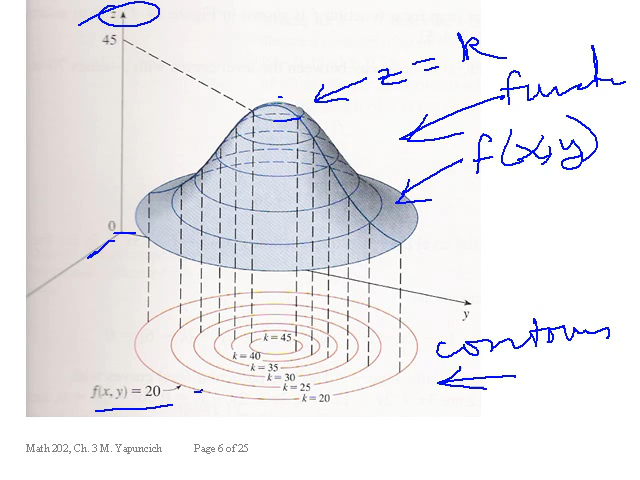 z
45
z = k
funct
f(x,y)
0
y
contours
k = 45
k = 40
k = 35
k = 30
k = 25
k = 20
f(x, y) = 20
Math 202, Ch. 3 M. Yapuncich Page 6 of 25